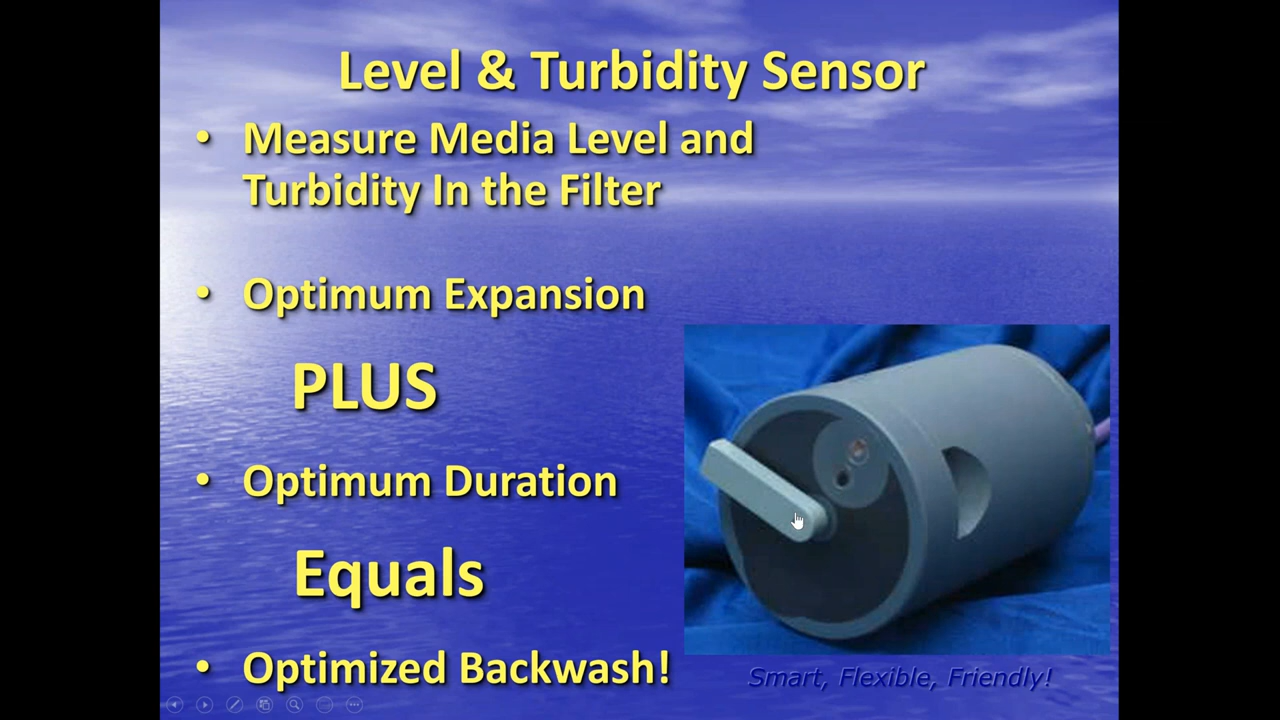 Level & Turbidity Sensor
• Measure Media Level and
Turbidity In the Filter
• Optimum Expansion
PLUS
• Optimum Duration
Equals
• Optimized Backwash!
Smart, Flexible, Friendly!